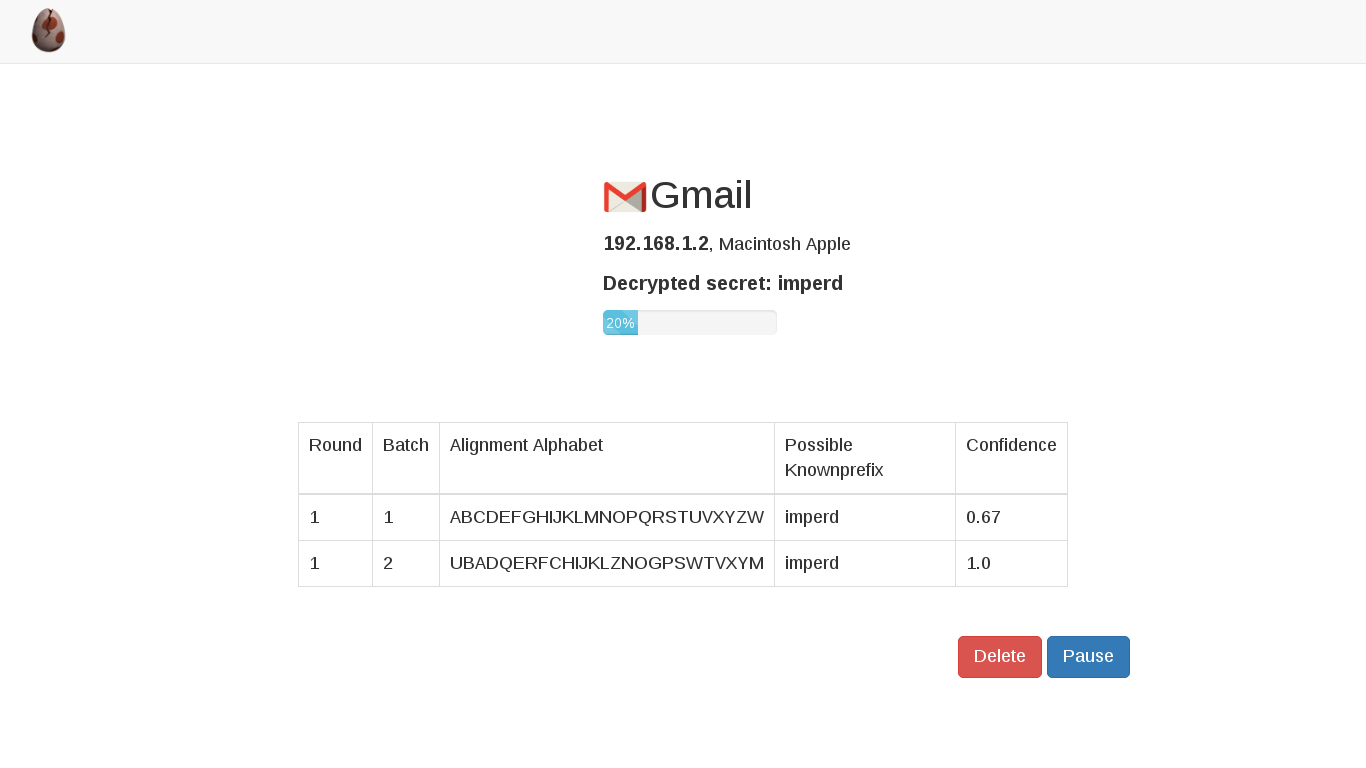 Gmail
192.168.1.2, Macintosh Apple
Decrypted secret: imperd
20%
Round Batch Alignment Alphabet Possible Knownprefix Confidence
1 1 ABCDEFGHIJKLMNOPQRSTUVXYZW imperd 0.67
1 2 UBADQERFCHIJKLZNOGPSWTVXYM imperd 1.0
Delete Pause